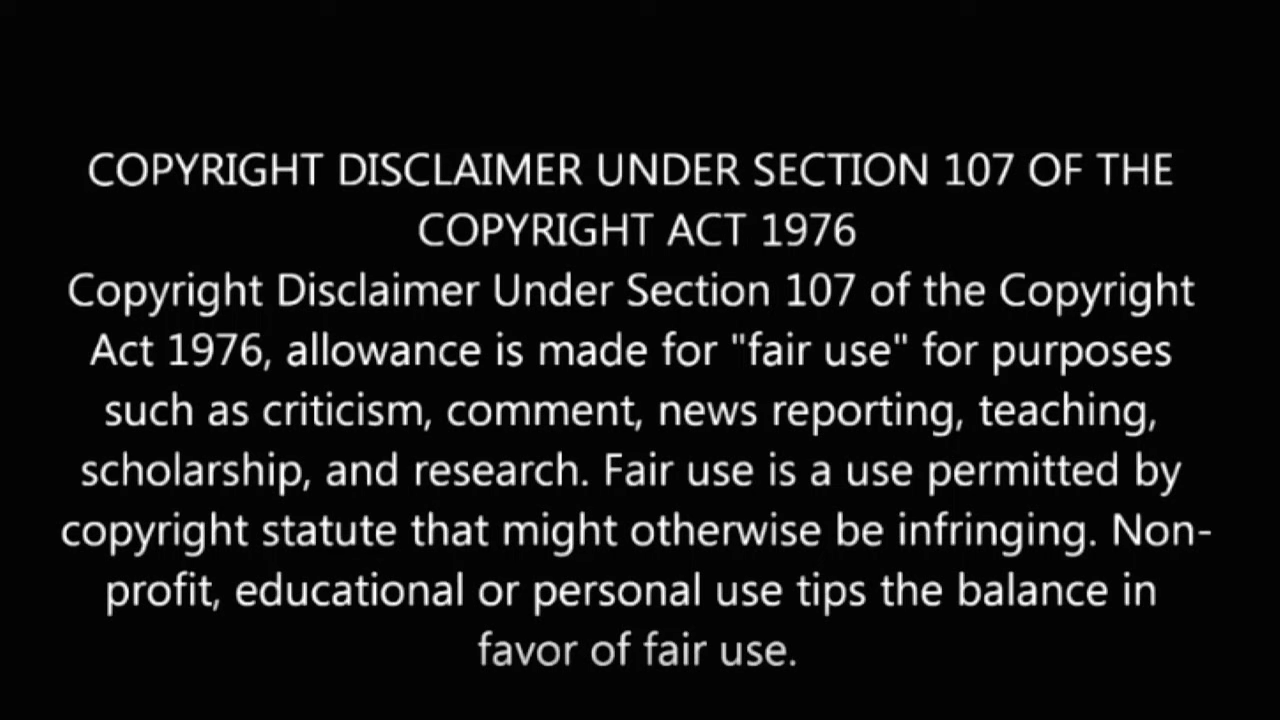 COPYRIGHT DISCLAIMER UNDER SECTION 107 OF THE
COPYRIGHT ACT 1976
Copyright Disclaimer Under Section 107 of the Copyright
Act 1976, allowance is made for "fair use" for purposes
such as criticism, comment, news reporting, teaching,
scholarship, and research. Fair use is a use permitted by
copyright statute that might otherwise be infringing. Non-
profit, educational or personal use tips the balance in
favor of fair use.